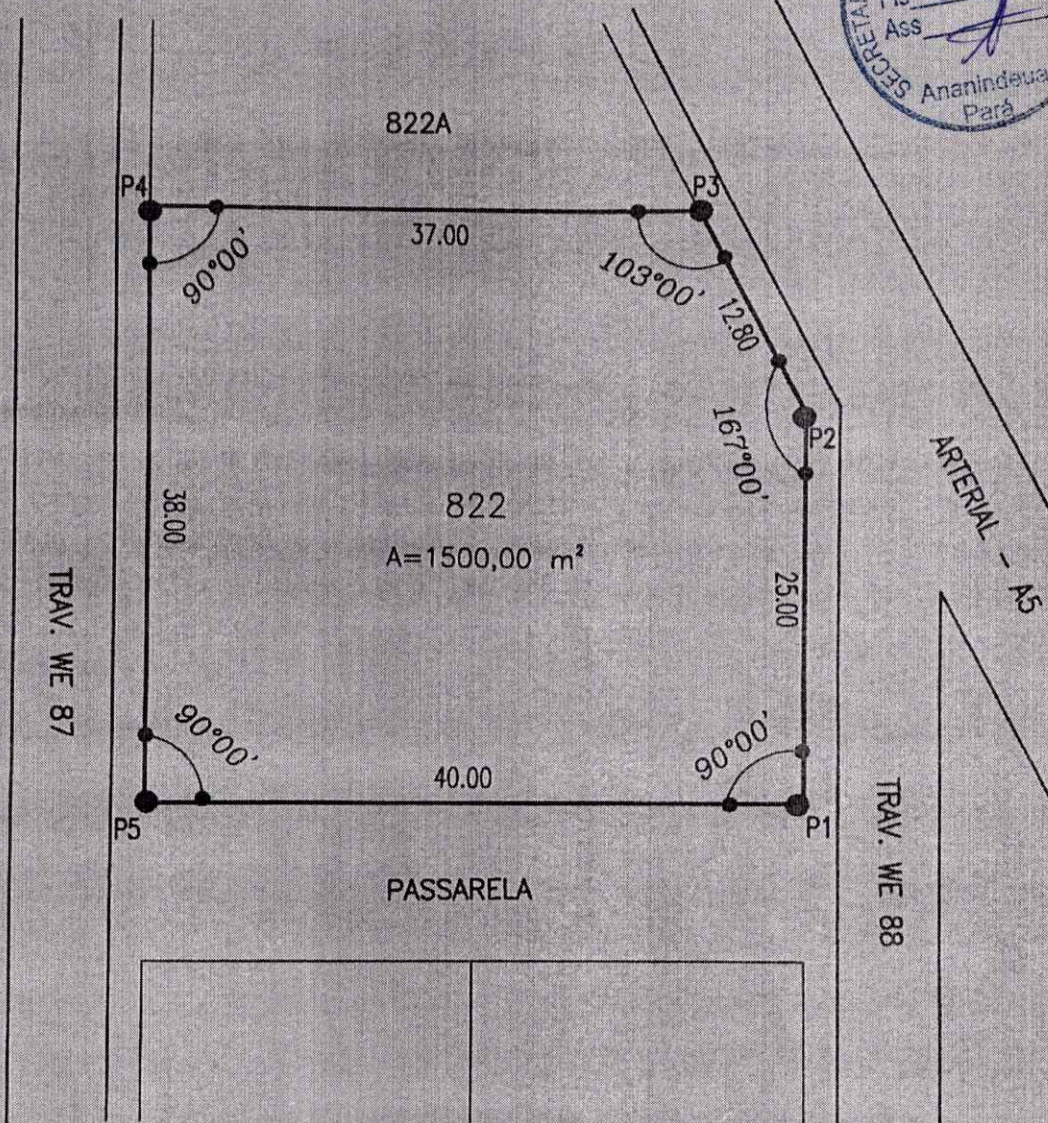 Ass
SECRETA
Ananindeua
Pará
822A
P4
P3
37.00
90°00'
103°00'
12.80
P2
167°00'
822
A=1500,00 m²
38.00
25.00
ARTERIAL - A5
TRAV. WE 87
90°00'
90°00'
40.00
P5
P1
TRAV. WE 88
PASSARELA